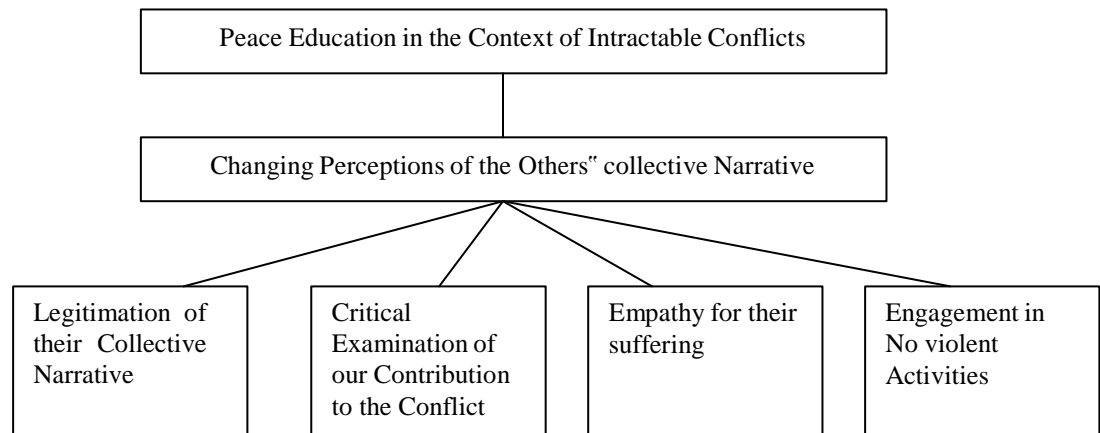 Peace Education in the Context of Intractable Conflicts
Changing Perceptions of the Others‟ collective Narrative
Legitimation of
their Collective
Narrative
Critical
Examination of
our Contribution
to the Conflict
Empathy for their
suffering
Engagement in
No violent
Activities